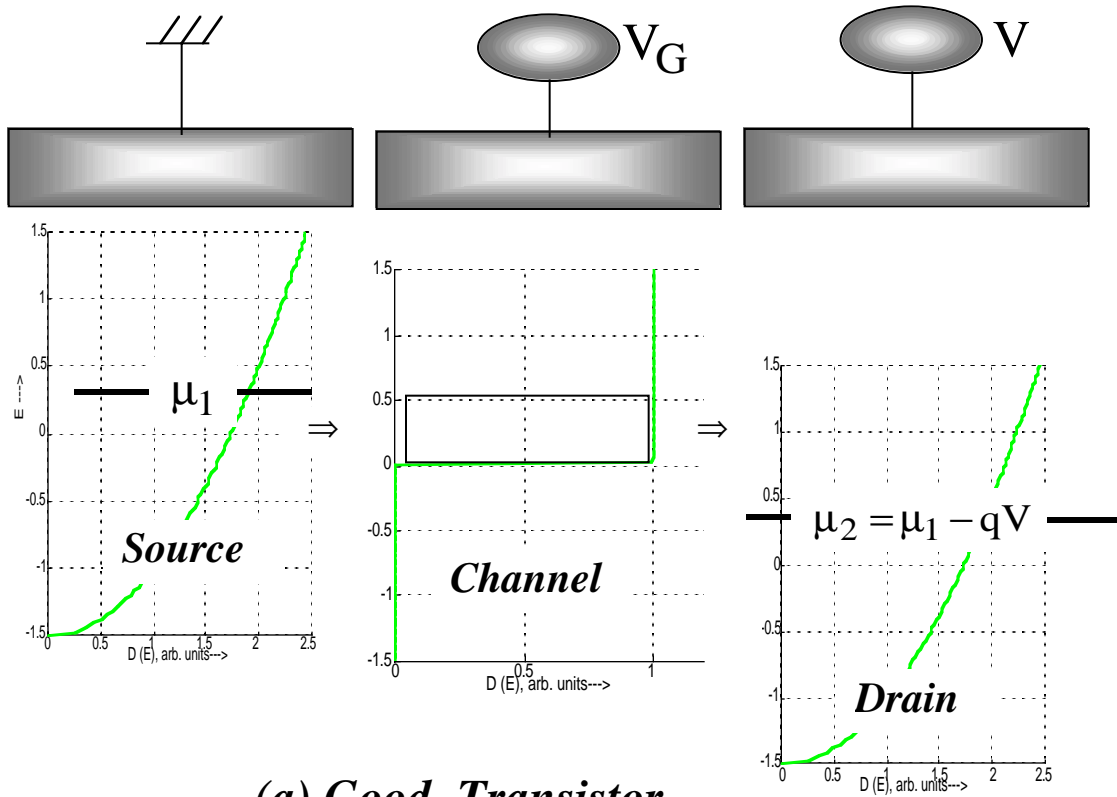 V_G
V
1.5
1
0.5
0
-0.5
-1
-1.5
E ---->
μ₁
Source
0 0.5 1 1.5 2 2.5
D (E), arb. units--->
⇒
1.5
1
0.5
0
-0.5
-1
-1.5
Channel
0 0.5 1
D (E), arb. units--->
⇒
1.5
1
0.5
0
-0.5
-1
-1.5
μ₂ = μ₁ − qV
Drain
0 0.5 1 1.5 2 2.5
D (E), arb. units--->
(a) Good Transistor